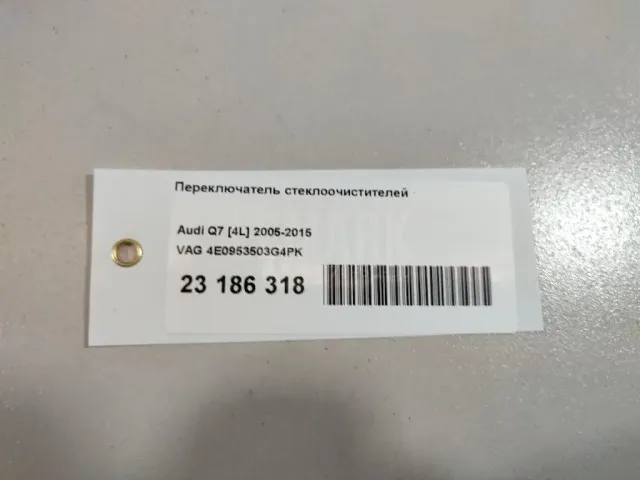 Переключатель стеклоочистителей
Audi Q7 [4L] 2005-2015
VAG 4E0953503G4PK
23 186 318